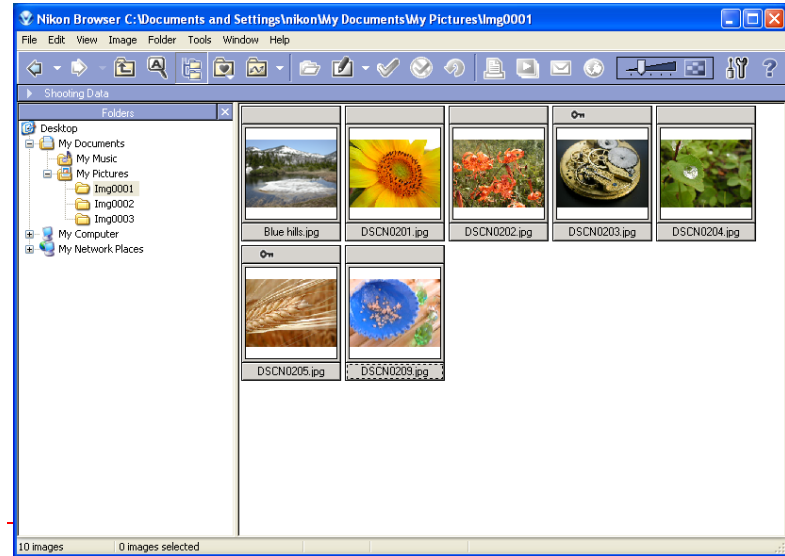 Nikon Browser C:\Documents and Settings\nikon\My Documents\My Pictures\Img0001
File Edit View Image Folder Tools Window Help
Shooting Data
Folders
Desktop
My Documents
My Music
My Pictures
Img0001
Img0002
Img0003
My Computer
My Network Places
Blue hills.jpg DSCN0201.jpg DSCN0202.jpg DSCN0203.jpg DSCN0204.jpg
DSCN0205.jpg DSCN0209.jpg
10 images 0 images selected